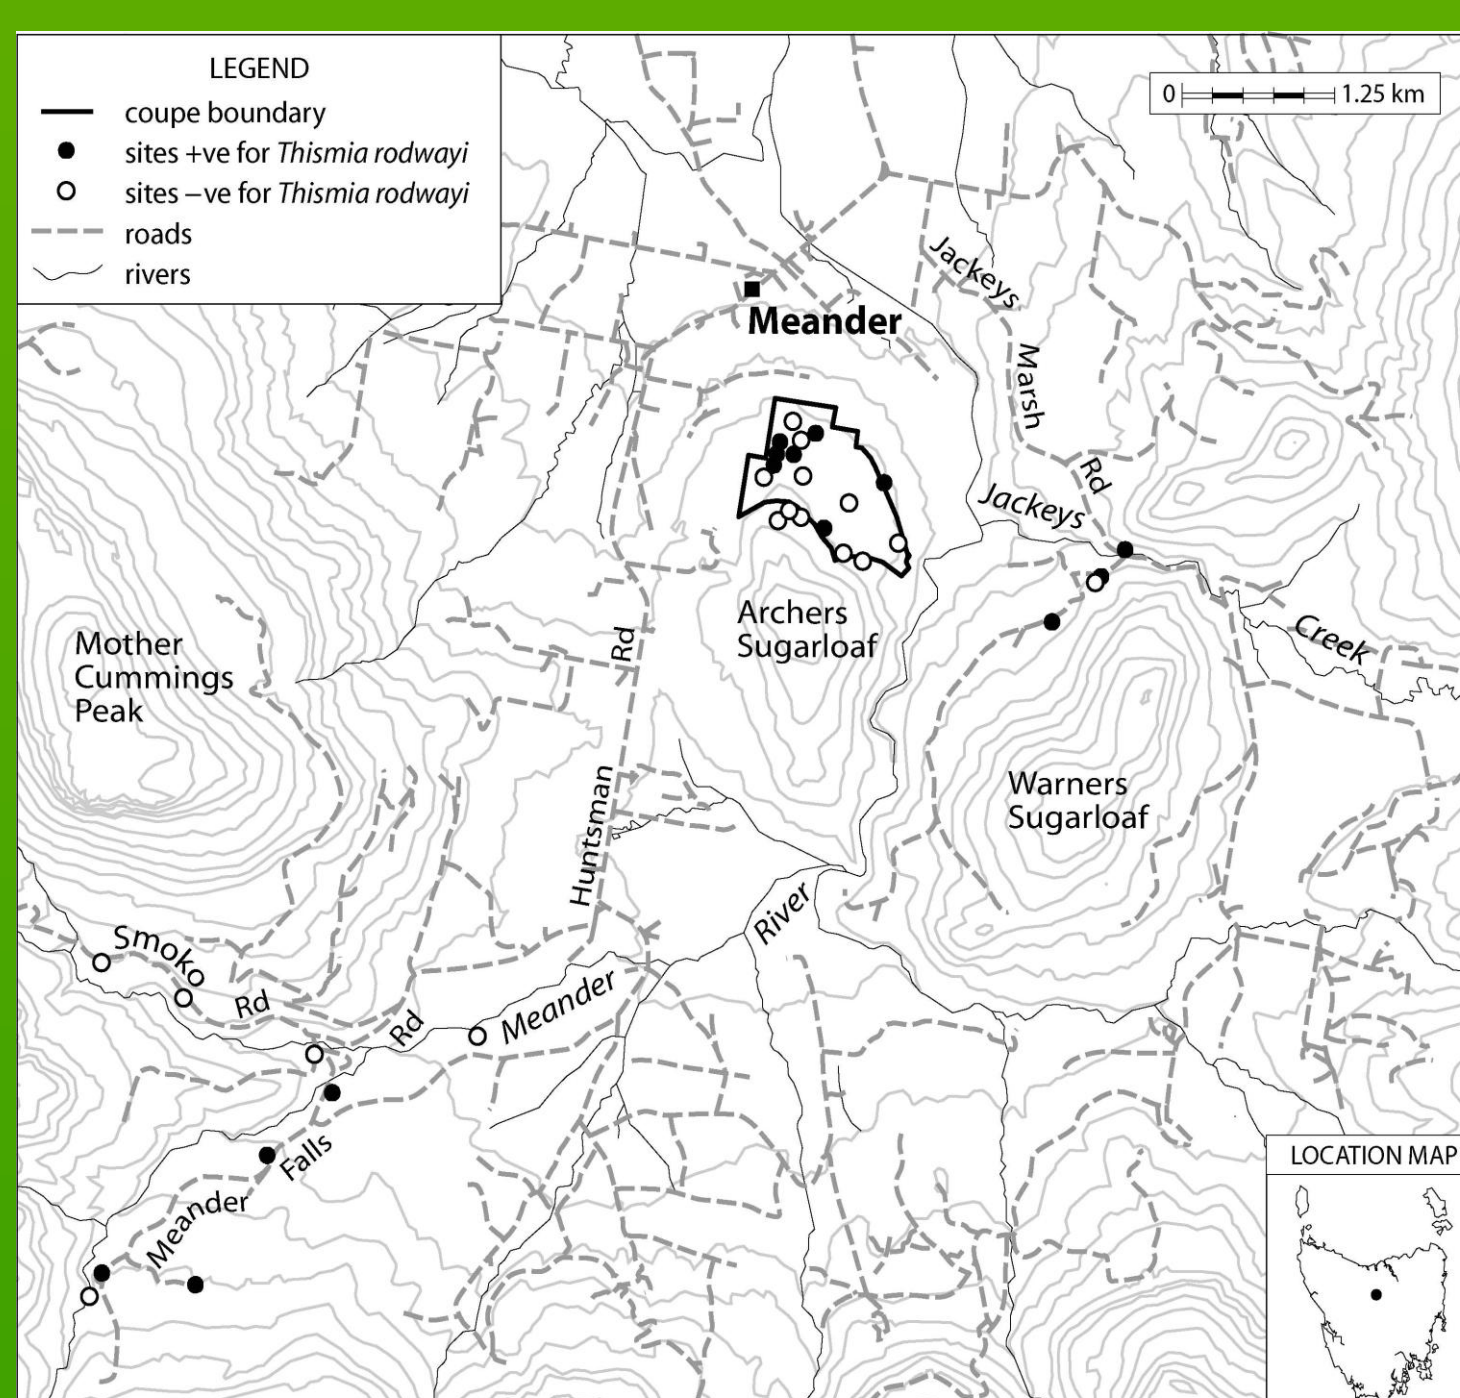 LEGEND
coupe boundary
sites +ve for Thismia rodwayi
sites –ve for Thismia rodwayi
roads
rivers
0 1.25 km
Jackeys
Marsh
Rd
Meander
Jackeys
Creek
Archers
Sugarloaf
Mother
Cummings
Peak
Huntsman
Rd
Warners
Sugarloaf
Smoko
Rd
Meander
River
Meander
Falls
Rd
LOCATION MAP